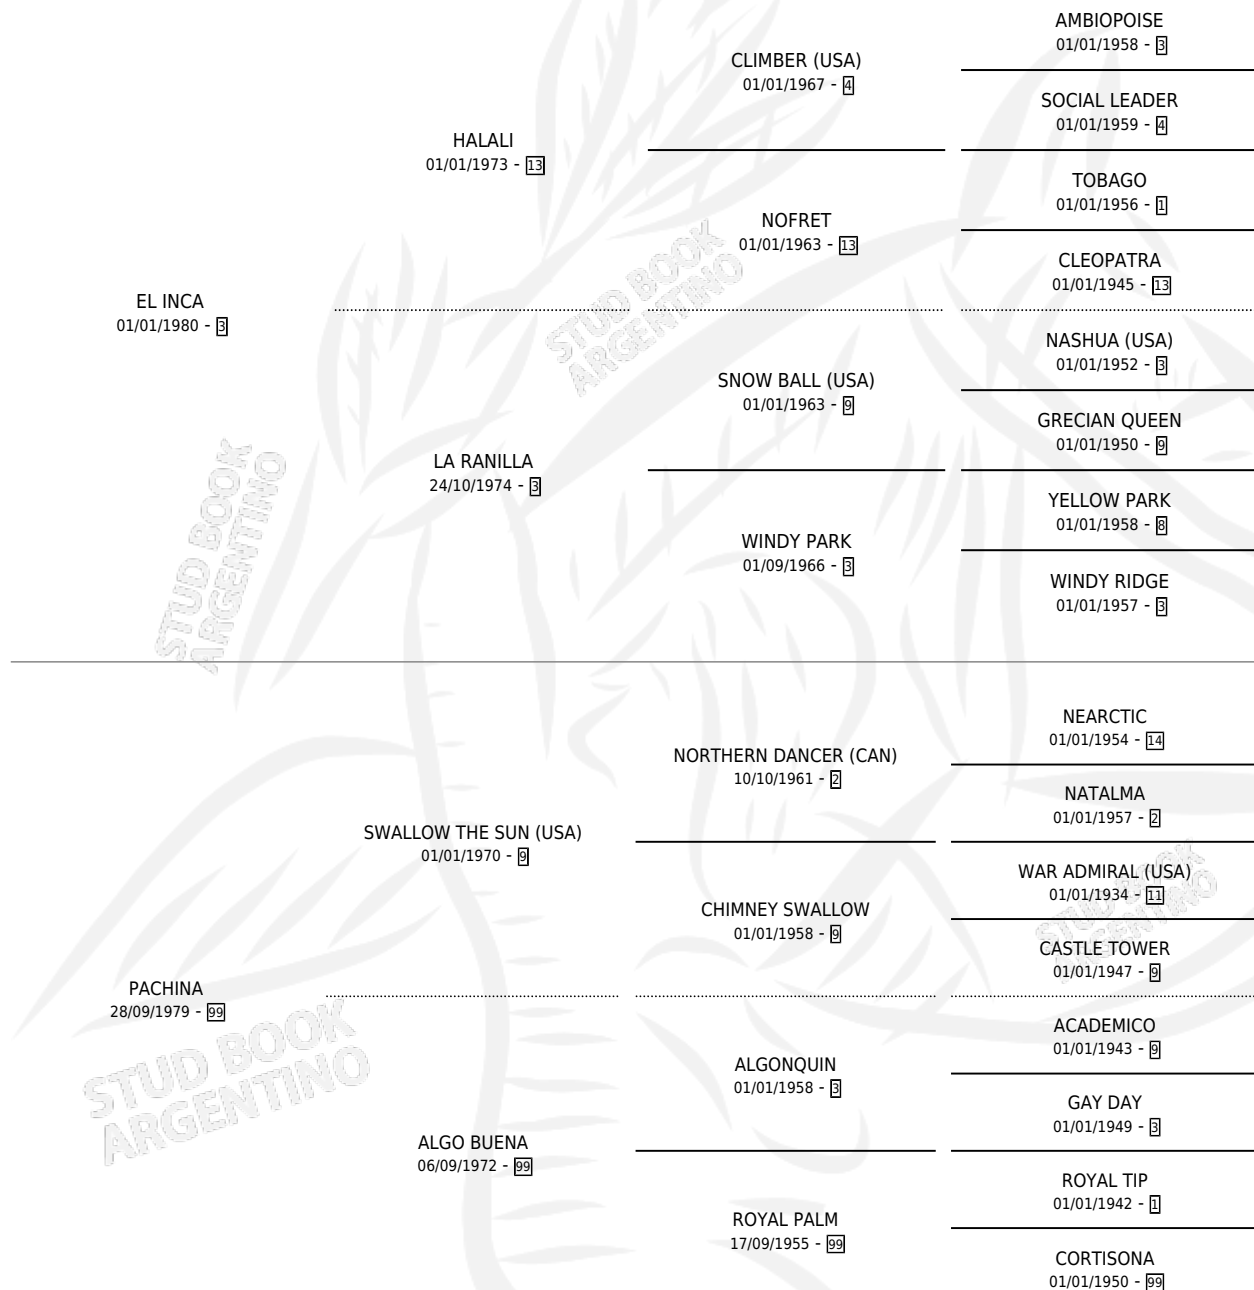 AMBIOPOISE
01/01/1958 - 3
CLIMBER (USA)
01/01/1967 - 4
SOCIAL LEADER
01/01/1959 - 4
HALALI
01/01/1973 - 13
TOBAGO
01/01/1956 - 1
NOFRET
01/01/1963 - 13
CLEOPATRA
01/01/1945 - 13
EL INCA
01/01/1980 - 3
NASHUA (USA)
01/01/1952 - 3
SNOW BALL (USA)
01/01/1963 - 9
GRECIAN QUEEN
01/01/1950 - 9
LA RANILLA
24/10/1974 - 3
YELLOW PARK
01/01/1958 - 8
WINDY PARK
01/09/1966 - 3
WINDY RIDGE
01/01/1957 - 3
NEARCTIC
01/01/1954 - 14
NORTHERN DANCER (CAN)
10/10/1961 - 2
NATALMA
01/01/1957 - 2
SWALLOW THE SUN (USA)
01/01/1970 - 9
WAR ADMIRAL (USA)
01/01/1934 - 11
CHIMNEY SWALLOW
01/01/1958 - 9
CASTLE TOWER
01/01/1947 - 9
PACHINA
28/09/1979 - 99
ACADEMICO
01/01/1943 - 9
ALGONQUIN
01/01/1958 - 3
GAY DAY
01/01/1949 - 3
ALGO BUENA
06/09/1972 - 99
ROYAL TIP
01/01/1942 - 1
ROYAL PALM
17/09/1955 - 99
CORTISONA
01/01/1950 - 99
STUD BOOK
ARGENTINO
STUD BOOK
ARGENTINO
STUD BOOK
ARGENTINO
STUD BOOK
ARGENTINO